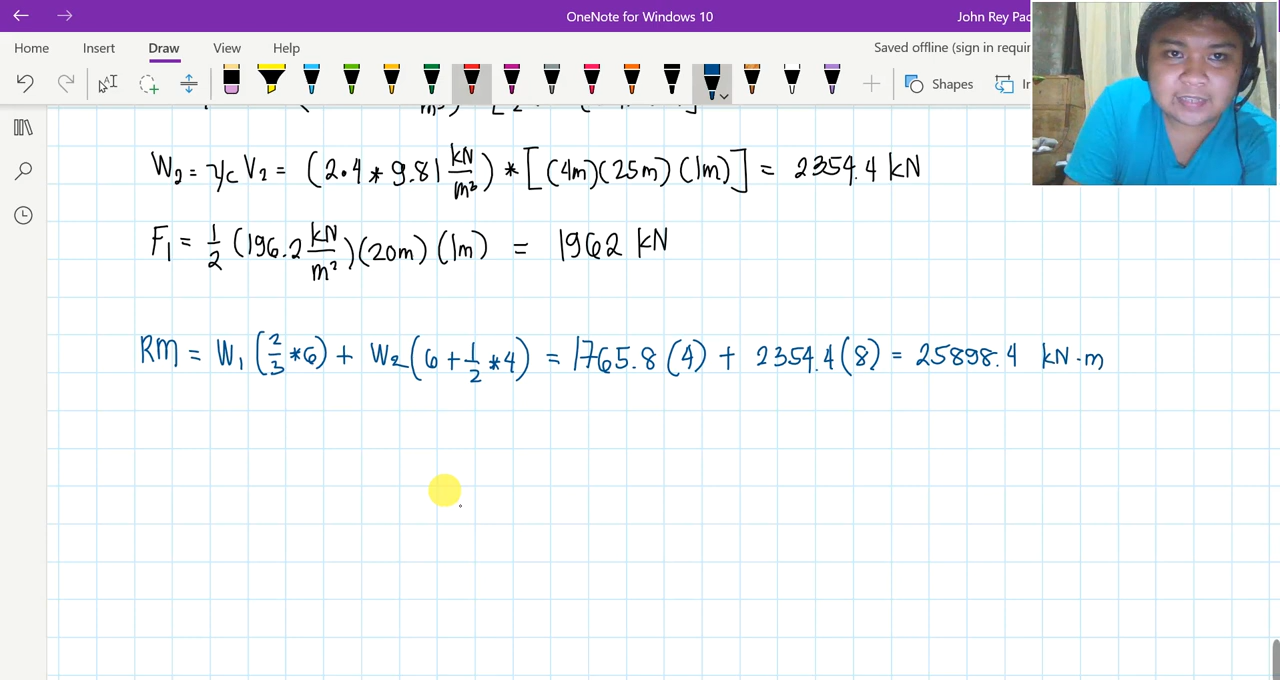 OneNote for Windows 10
John Rey Pac
Home Insert Draw View Help
Saved offline (sign in requir
Shapes
In
W₂ = γc V₂ = (2.4 * 9.81 kN/m³) * [(4m)(25m)(1m)] = 2354.4 kN
F₁ = 1/2 (196.2 kN/m²)(20m)(1m) = 1962 kN
RM = W₁ (2/3 * 6) + W₂ (6 + 1/2 * 4) = 1765.8 (4) + 2354.4 (8) = 25898.4 kN·m